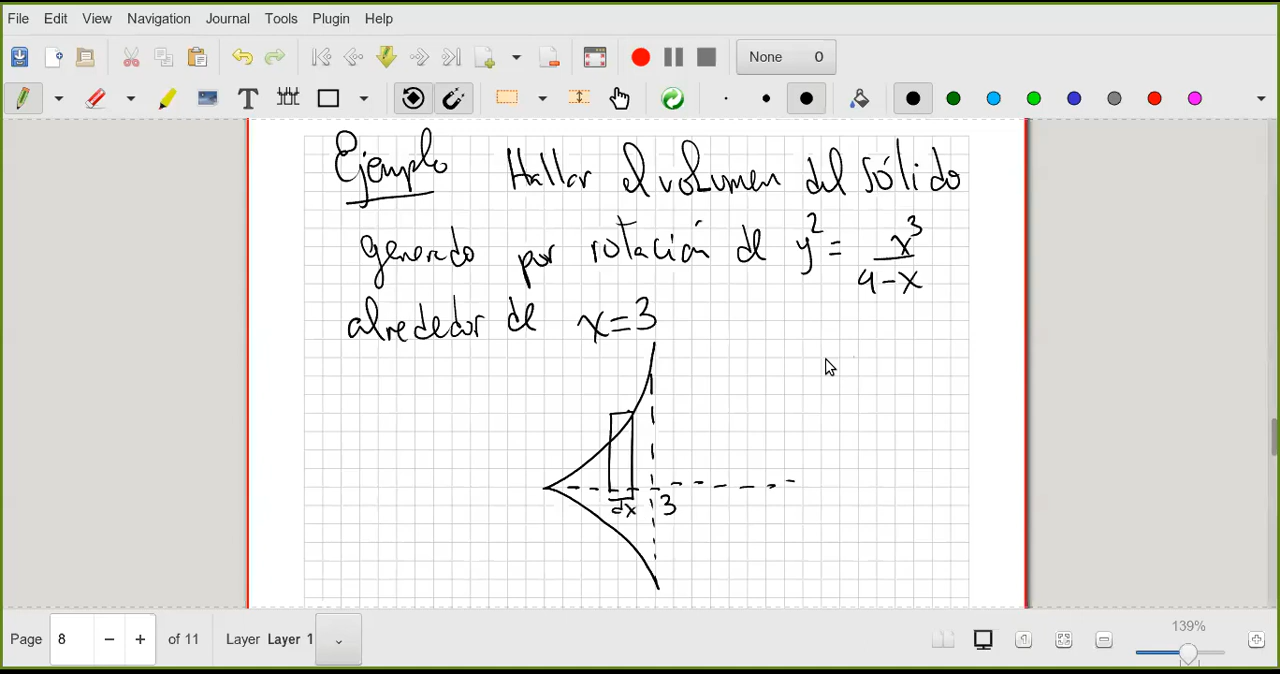 File Edit View Navigation Journal Tools Plugin Help
None 0
T
Ejemplo Hallar el volumen del sólido
generado por rotación de y² = x³/(4-x)
alrededor de x=3
dx 3
Page 8 of 11 Layer Layer 1 139%